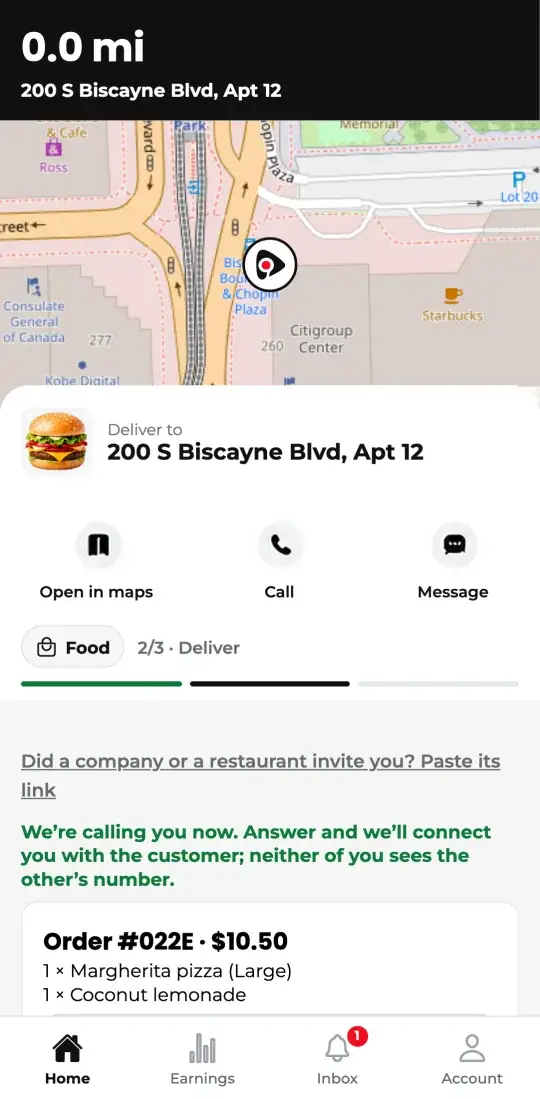 0.0 mi
200 S Biscayne Blvd, Apt 12
& Cafe
Park
Memorial
Ross
Chopin Plaza
P
Lot 20
Street
Consulate
General
of Canada
277
Kobe Digital
& Chopin
Plaza
260
Citigroup
Center
Starbucks
Deliver to
200 S Biscayne Blvd, Apt 12
Open in maps
Call
Message
Food
2/3 · Deliver
Did a company or a restaurant invite you? Paste its
link
We’re calling you now. Answer and we’ll connect
you with the customer; neither of you sees the
other’s number.
Order #022E · $10.50
1 × Margherita pizza (Large)
1 × Coconut lemonade
1
Home
Earnings
Inbox
Account